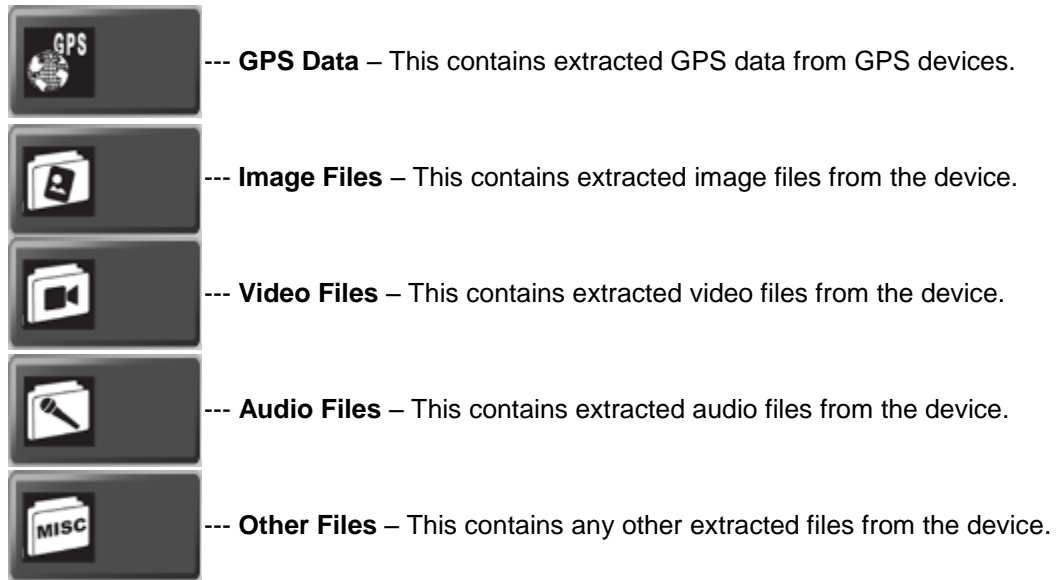 GPS
--- GPS Data – This contains extracted GPS data from GPS devices.
--- Image Files – This contains extracted image files from the device.
--- Video Files – This contains extracted video files from the device.
--- Audio Files – This contains extracted audio files from the device.
MISC
--- Other Files – This contains any other extracted files from the device.